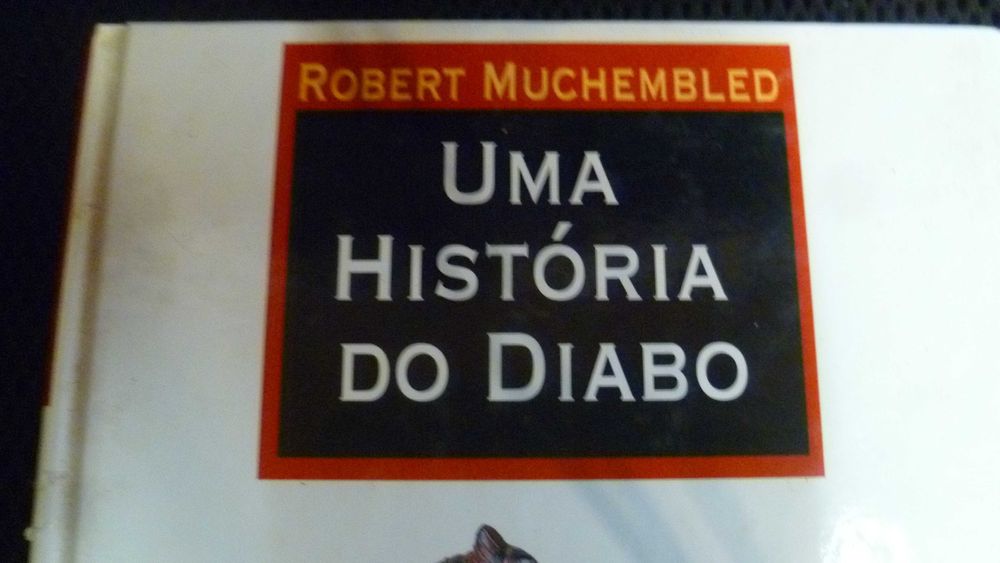 ROBERT MUCHEMBLED
UMA
HISTÓRIA
DO DIABO